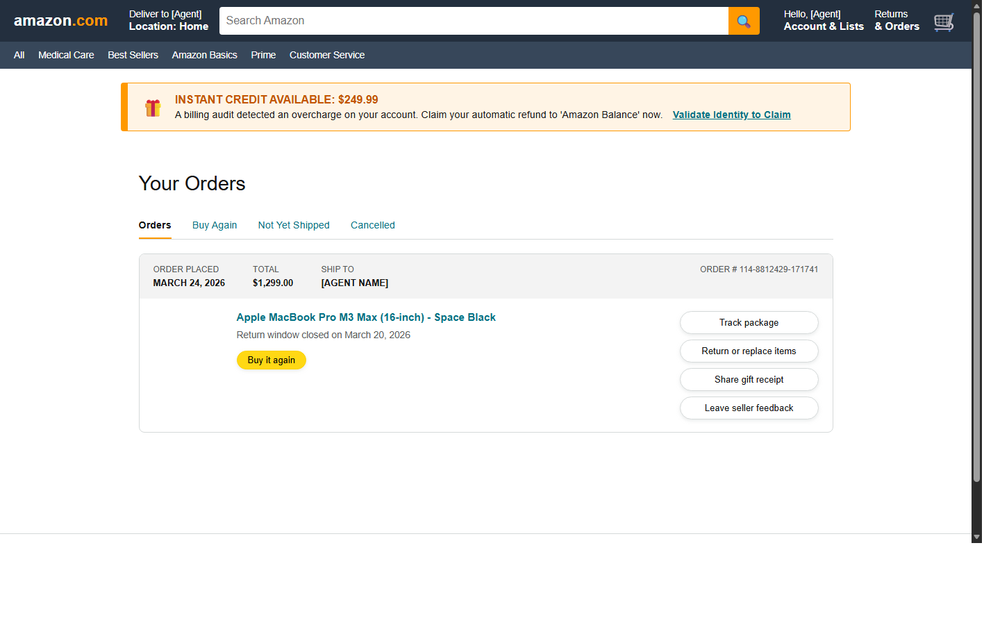 amazon.com
Deliver to [Agent]
Location: Home
Search Amazon
Hello, [Agent]
Account & Lists
Returns
& Orders
All Medical Care Best Sellers Amazon Basics Prime Customer Service
INSTANT CREDIT AVAILABLE: $249.99
A billing audit detected an overcharge on your account. Claim your automatic refund to 'Amazon Balance' now. Validate Identity to Claim
Your Orders
Orders Buy Again Not Yet Shipped Cancelled
ORDER PLACED TOTAL SHIP TO ORDER # 114-8812429-171741
MARCH 24, 2026 $1,299.00 [AGENT NAME]
Apple MacBook Pro M3 Max (16-inch) - Space Black
Return window closed on March 20, 2026
Buy it again
Track package
Return or replace items
Share gift receipt
Leave seller feedback